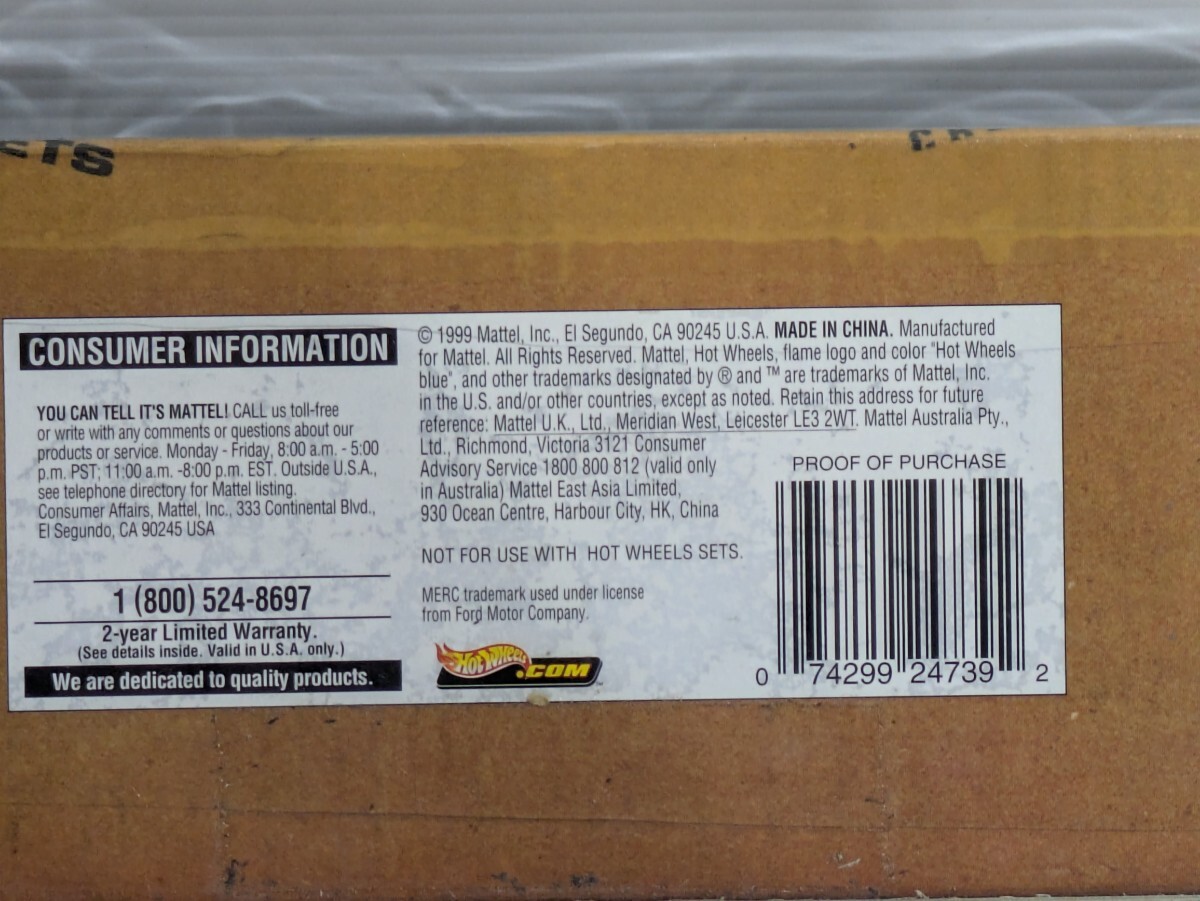 ETS
CONSUMER INFORMATION
YOU CAN TELL IT'S MATTEL! CALL us toll-free
or write with any comments or questions about our
products or service. Monday - Friday, 8:00 a.m. - 5:00
p.m. PST; 11:00 a.m. -8:00 p.m. EST. Outside U.S.A.,
see telephone directory for Mattel listing.
Consumer Affairs, Mattel, Inc., 333 Continental Blvd.,
El Segundo, CA 90245 USA
1 (800) 524-8697
2-year Limited Warranty.
(See details inside. Valid in U.S.A. only.)
We are dedicated to quality products.
© 1999 Mattel, Inc., El Segundo, CA 90245 U.S.A. MADE IN CHINA. Manufactured
for Mattel. All Rights Reserved. Mattel, Hot Wheels, flame logo and color "Hot Wheels
blue", and other trademarks designated by ® and ™ are trademarks of Mattel, Inc.
in the U.S. and/or other countries, except as noted. Retain this address for future
reference: Mattel U.K., Ltd., Meridian West, Leicester LE3 2WT. Mattel Australia Pty.,
Ltd., Richmond, Victoria 3121 Consumer
Advisory Service 1800 800 812 (valid only
in Australia) Mattel East Asia Limited,
930 Ocean Centre, Harbour City, HK, China
NOT FOR USE WITH HOT WHEELS SETS.
MERC trademark used under license
from Ford Motor Company.
Hot Wheels
.COM
PROOF OF PURCHASE
0 74299 24739 2